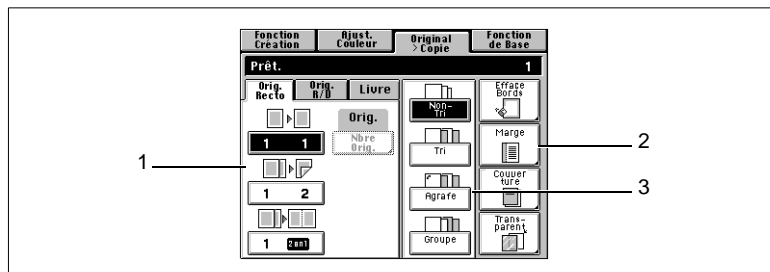 Fonction Création
Ajust. Couleur
Original >Copie
Fonction de Base
Prêt. 1
Orig. Recto
Orig. R/D
Livre
Orig.
Nbre Orig.
1 1
1 2
1 2en1
Non-Tri
Tri
Agrafe
Groupe
Efface Bords
Marge
Couver ture
Trans- parent
1
2
3